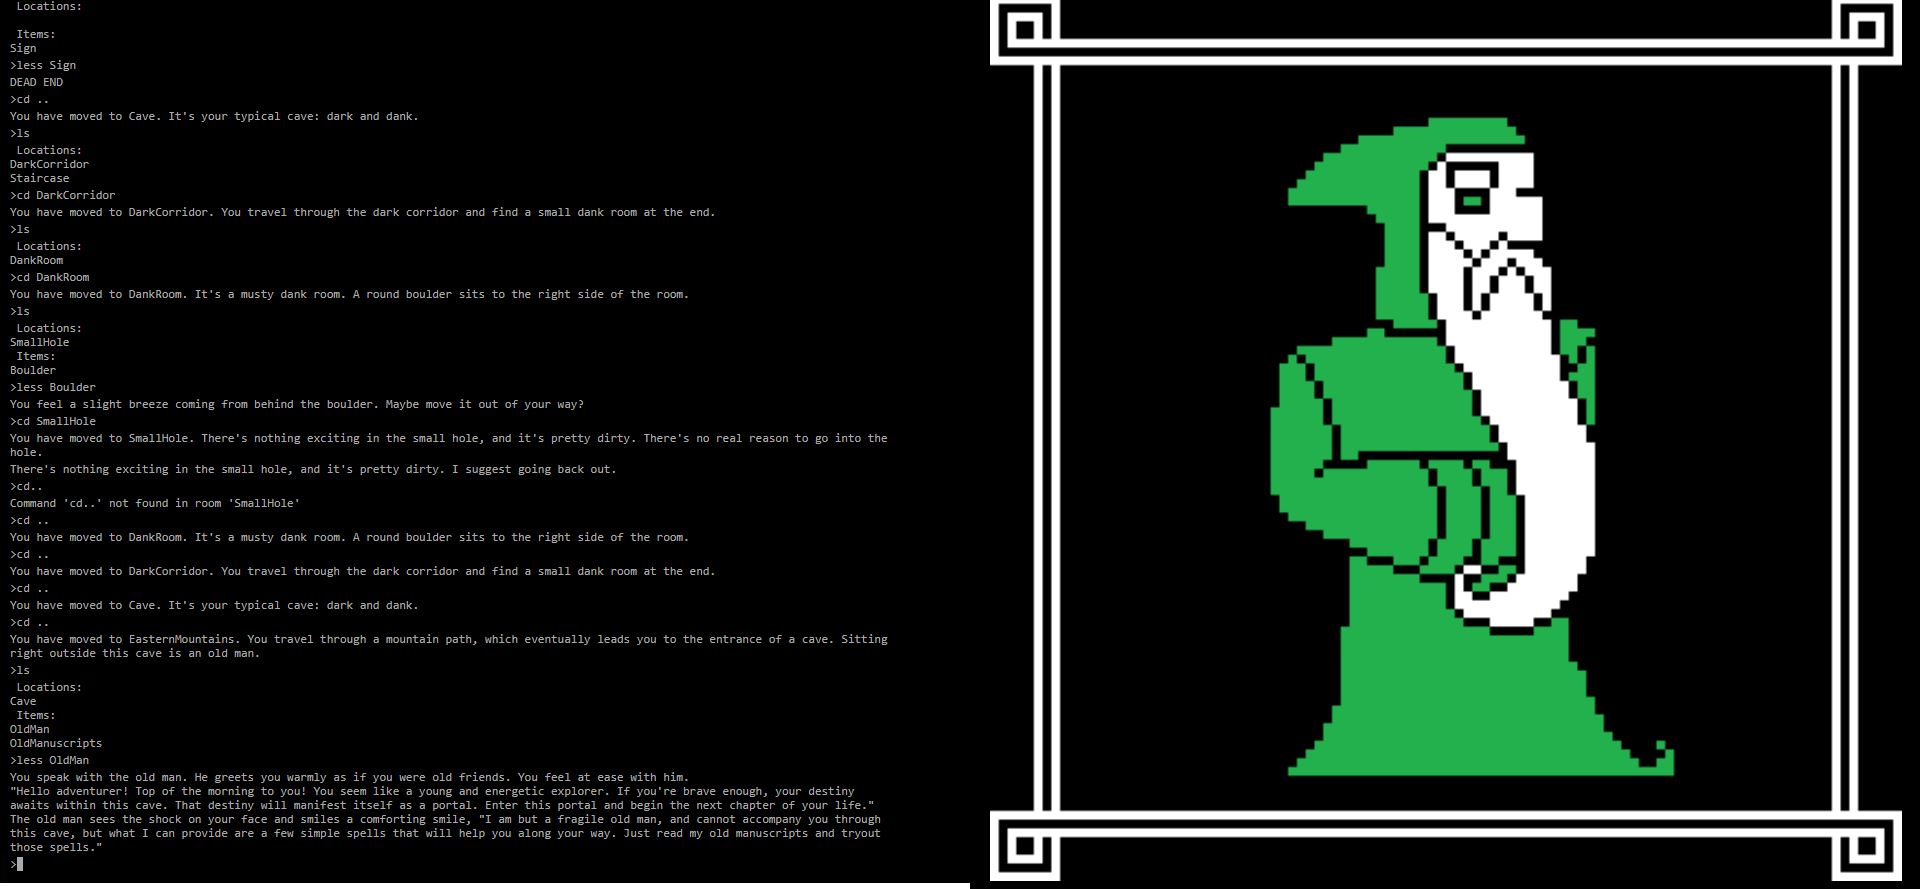 Locations:
Items:
Sign
>less Sign
DEAD END
>cd ..
You have moved to Cave. It's your typical cave: dark and dank.
>ls
Locations:
DarkCorridor
Staircase
>cd DarkCorridor
You have moved to DarkCorridor. You travel through the dark corridor and find a small dank room at the end.
>ls
Locations:
DankRoom
>cd DankRoom
You have moved to DankRoom. It's a musty dank room. A round boulder sits to the right side of the room.
>ls
Locations:
SmallHole
Items:
Boulder
>less Boulder
You feel a slight breeze coming from behind the boulder. Maybe move it out of your way?
>cd SmallHole
You have moved to SmallHole. There's nothing exciting in the small hole, and it's pretty dirty. There's no real reason to go into the
hole.
There's nothing exciting in the small hole, and it's pretty dirty. I suggest going back out.
>cd..
Command 'cd..' not found in room 'SmallHole'
>cd ..
You have moved to DankRoom. It's a musty dank room. A round boulder sits to the right side of the room.
>cd ..
You have moved to DarkCorridor. You travel through the dark corridor and find a small dank room at the end.
>cd ..
You have moved to Cave. It's your typical cave: dark and dank.
>cd ..
You have moved to EasternMountains. You travel through a mountain path, which eventually leads you to the entrance of a cave. Sitting
right outside this cave is an old man.
>ls
Locations:
Cave
Items:
OldMan
OldManuscripts
>less OldMan
You speak with the old man. He greets you warmly as if you were old friends. You feel at ease with him.
"Hello adventurer! Top of the morning to you! You seem like a young and energetic explorer. If you're brave enough, your destiny
awaits within this cave. That destiny will manifest itself as a portal. Enter this portal and begin the next chapter of your life."
The old man sees the shock on your face and smiles a comforting smile, "I am but a fragile old man, and cannot accompany you through
this cave, but what I can provide are a few simple spells that will help you along your way. Just read my old manuscripts and tryout
those spells."
>